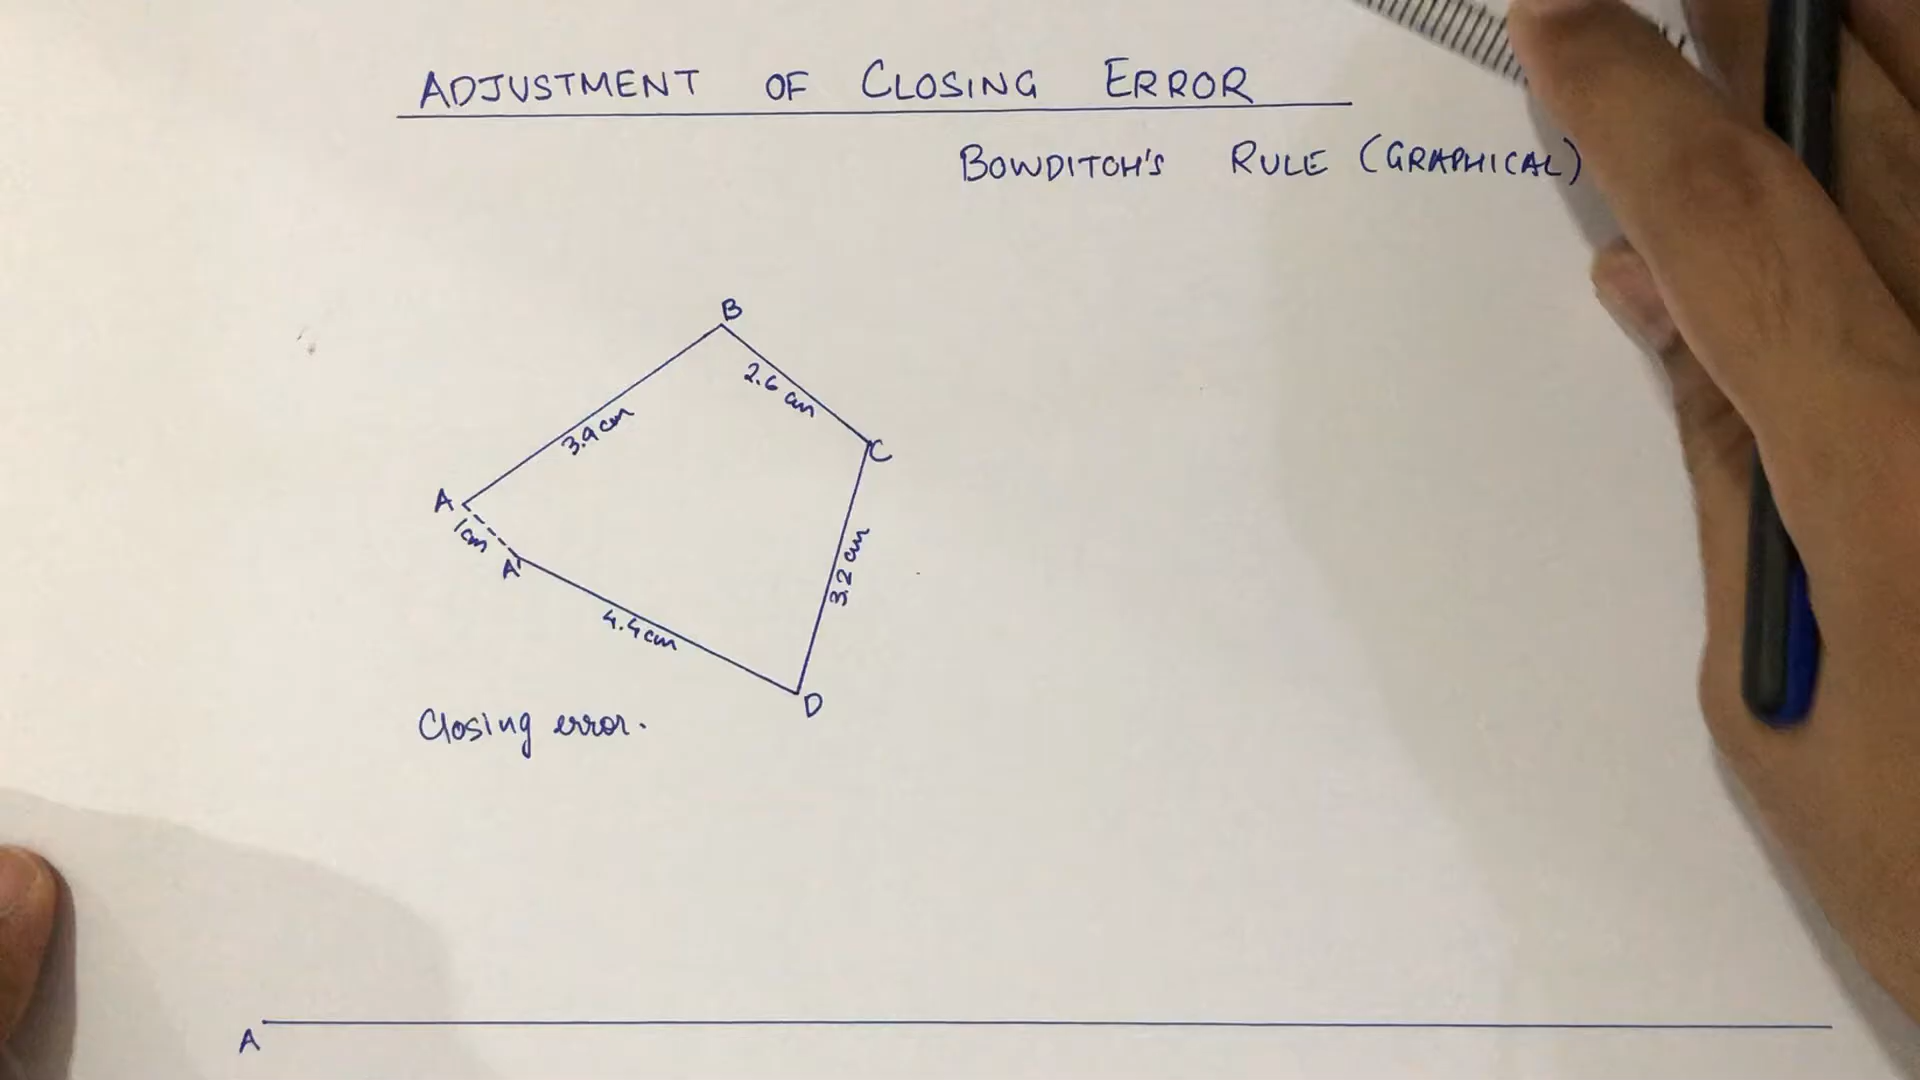 ADJUSTMENT OF CLOSING ERROR
BOWDITCH'S RULE (GRAPHICAL)
B
2.6 cm
3.9 cm
C
A
1cm
A'
3.2 cm
4.4 cm
D
Closing error.
A